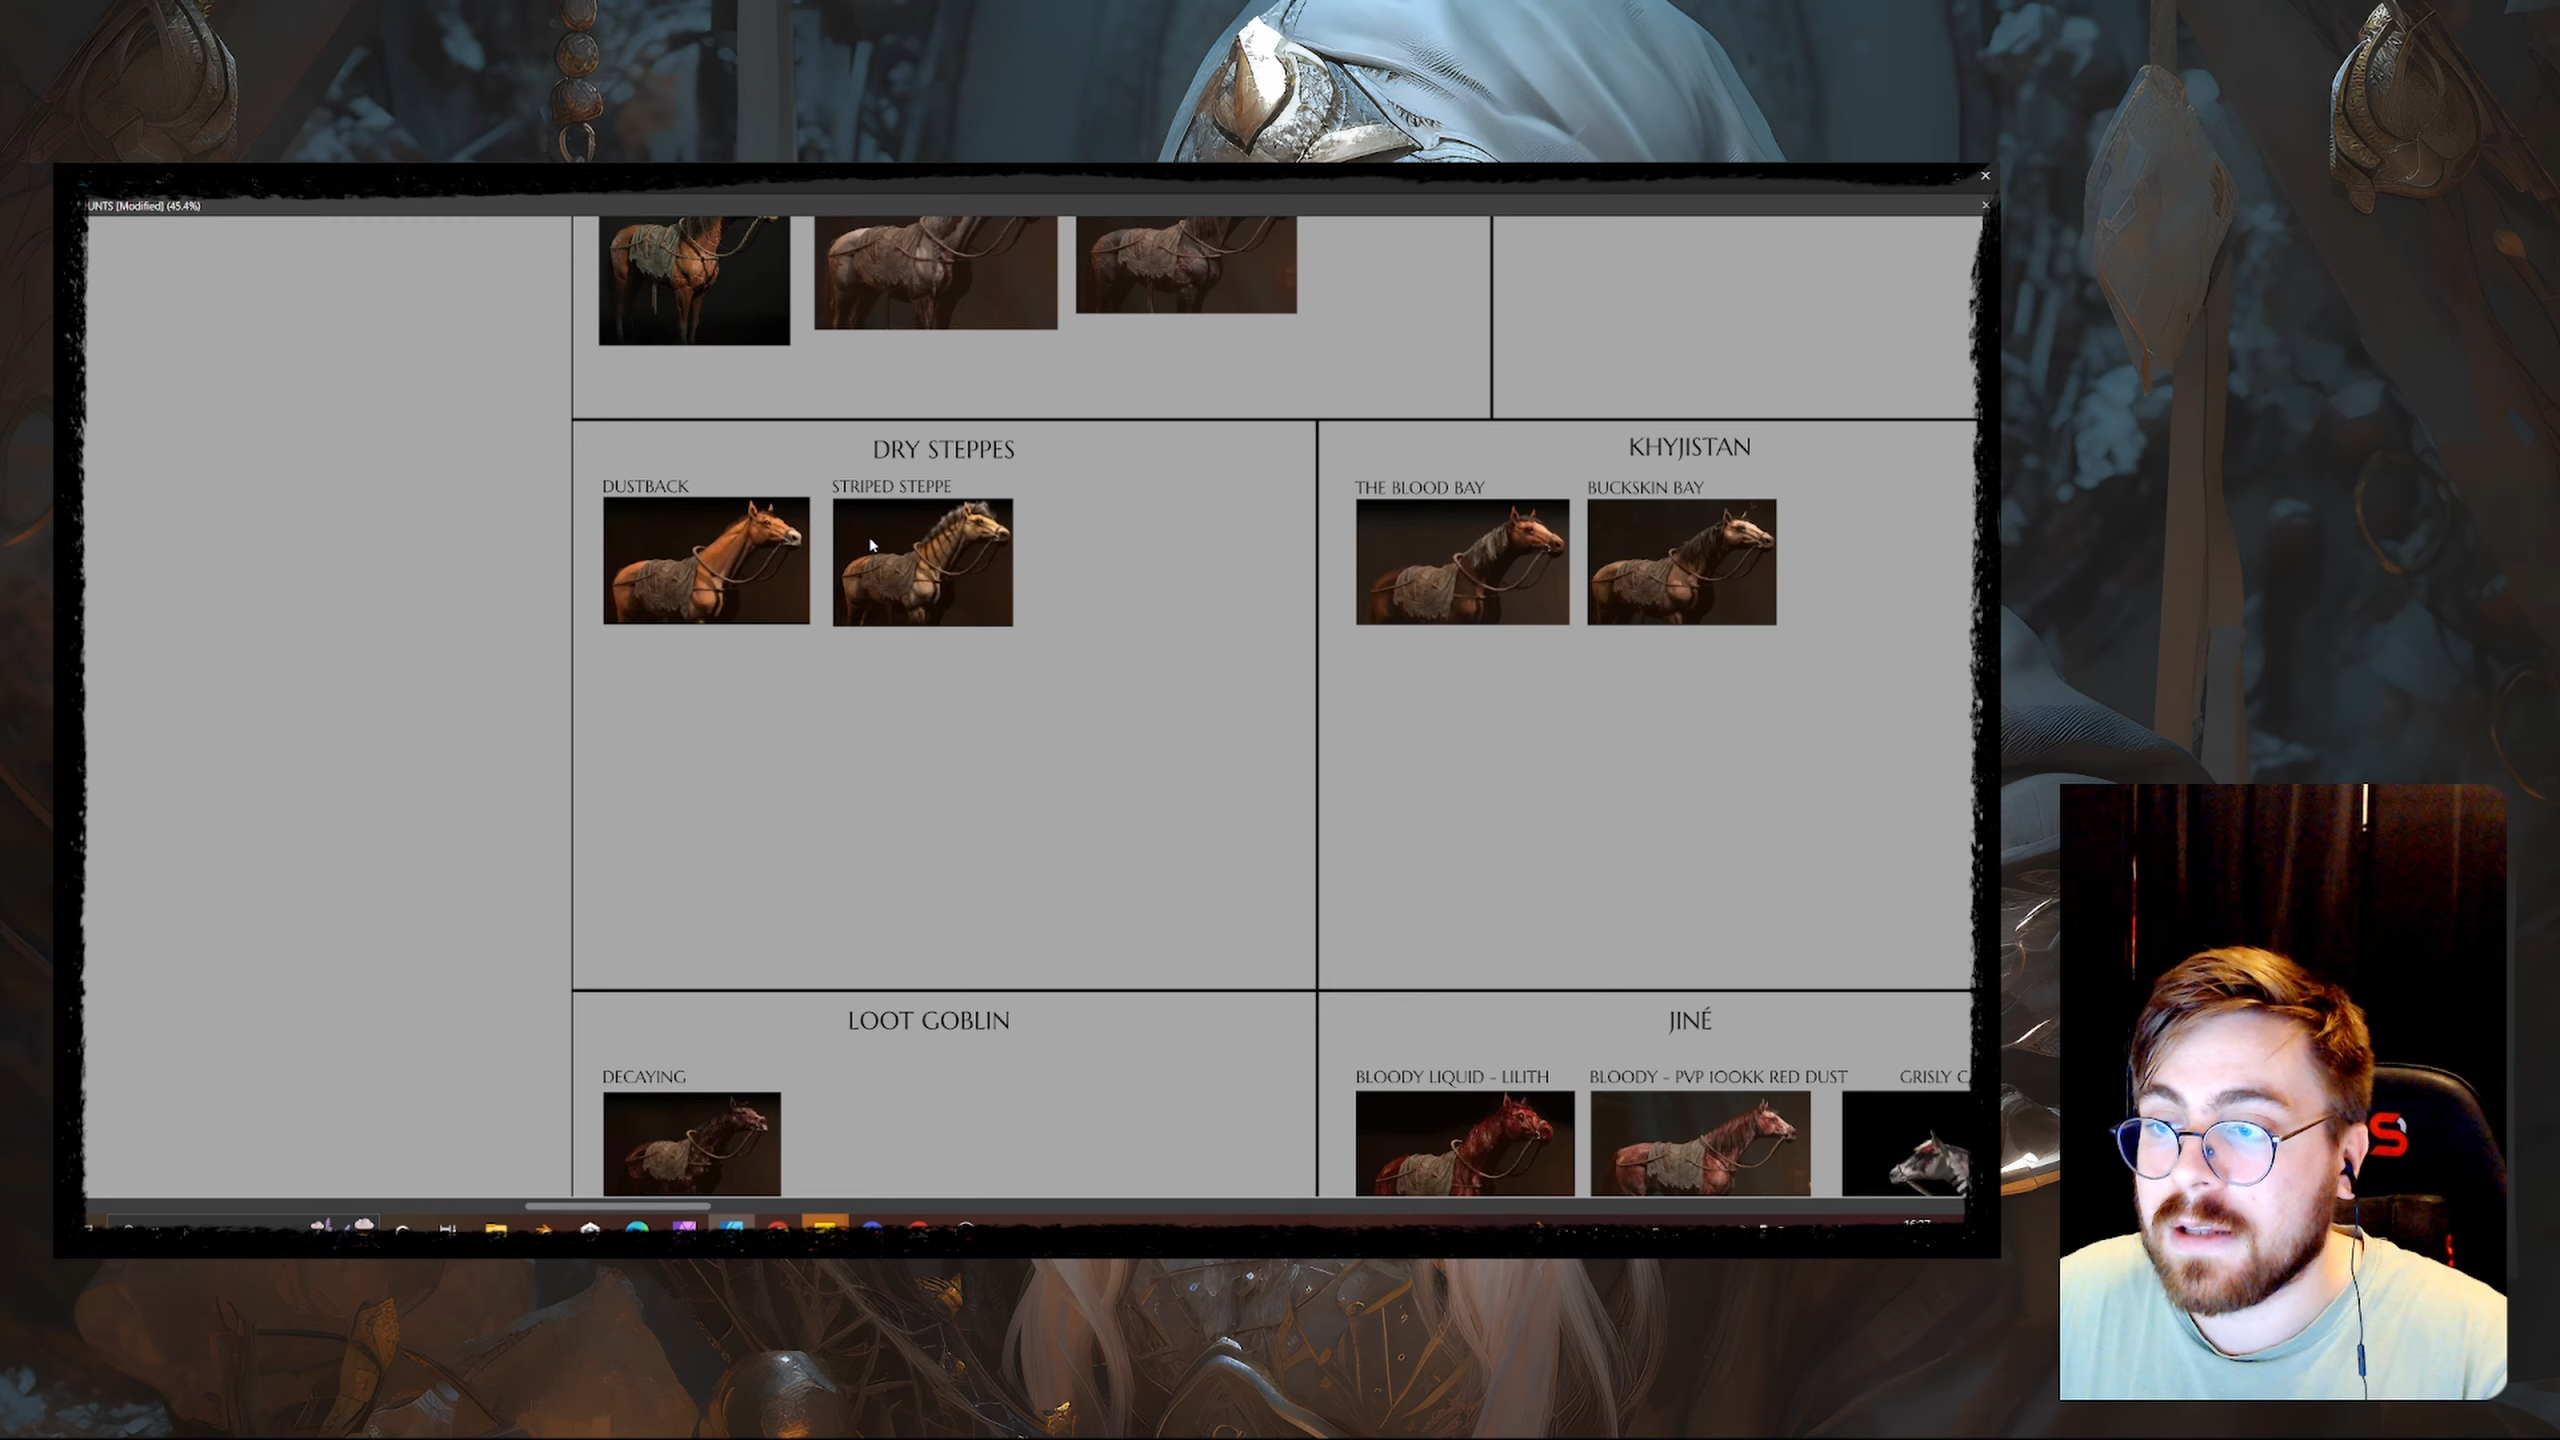 UNTS [Modified] (45.4%)
DRY STEPPES
DUSTBACK
STRIPED STEPPE
KHYJISTAN
THE BLOOD BAY
BUCKSKIN BAY
LOOT GOBLIN
DECAYING
JINÉ
BLOODY LIQUID - LILITH
BLOODY - PVP 100KK RED DUST
GRISLY
S